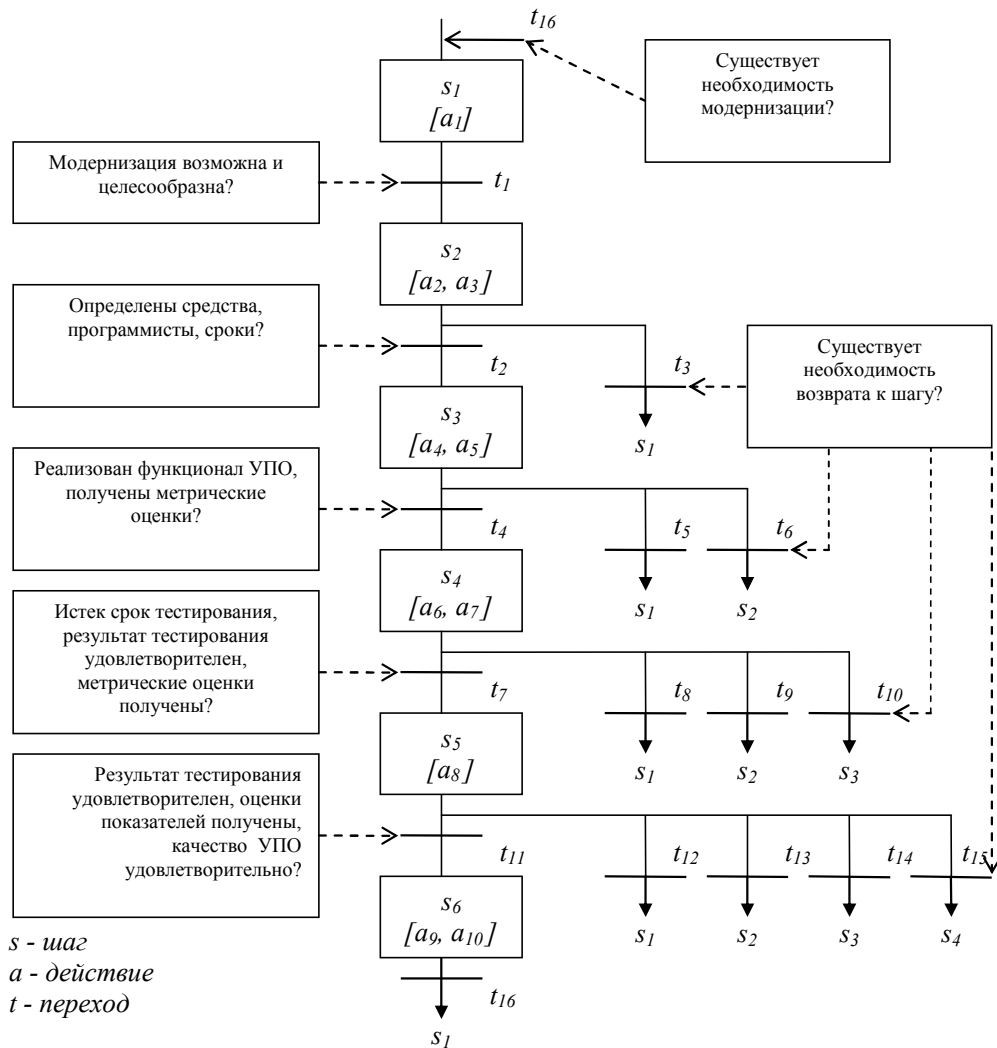 t16
Существует
необходимость
модернизации?
s1
[a1]
Модернизация возможна и
целесообразна?
t1
s2
[a2, a3]
Определены средства,
программисты, сроки?
t2
t3
Существует
необходимость
возврата к шагу?
s1
s3
[a4, a5]
Реализован функционал УПО,
получены метрические
оценки?
t4
t5
t6
s1
s2
s4
[a6, a7]
Истек срок тестирования,
результат тестирования
удовлетворителен,
метрические оценки
получены?
t7
t8
t9
t10
s1
s2
s3
s5
[a8]
Результат тестирования
удовлетворителен, оценки
показателей получены,
качество УПО
удовлетворительно?
t11
t12
t13
t14
t15
s1
s2
s3
s4
s6
[a9, a10]
s - шаг
a - действие
t - переход
t16
s1